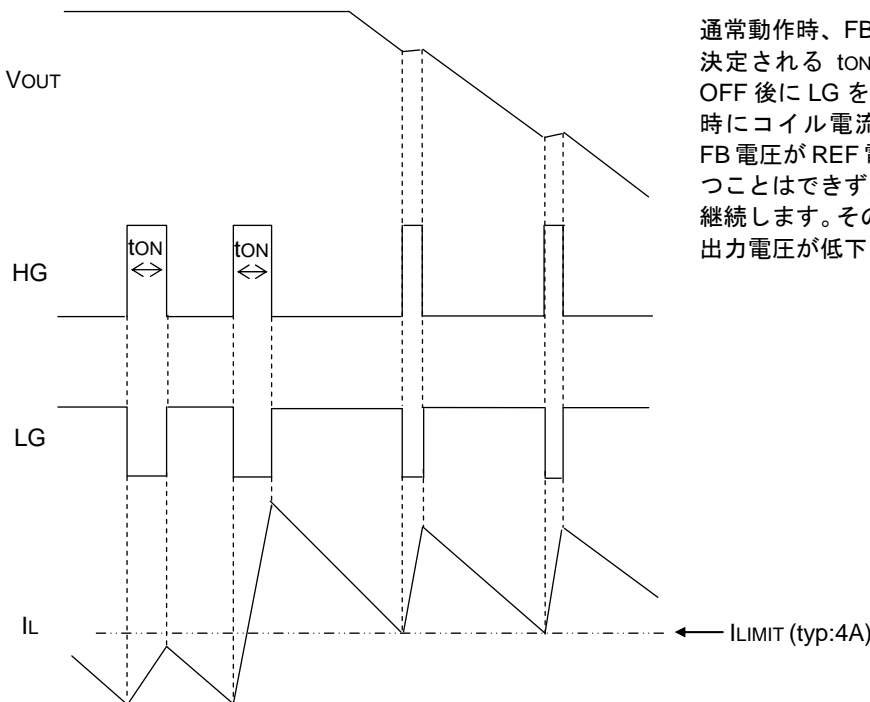 通常動作時、FB
決定される tON
OFF 後に LG を
時にコイル電流
FB 電圧が REF 電
つことはできず
継続します。その
出力電圧が低下
VOUT
HG
tON
tON
LG
IL
ILIMIT (typ:4A)